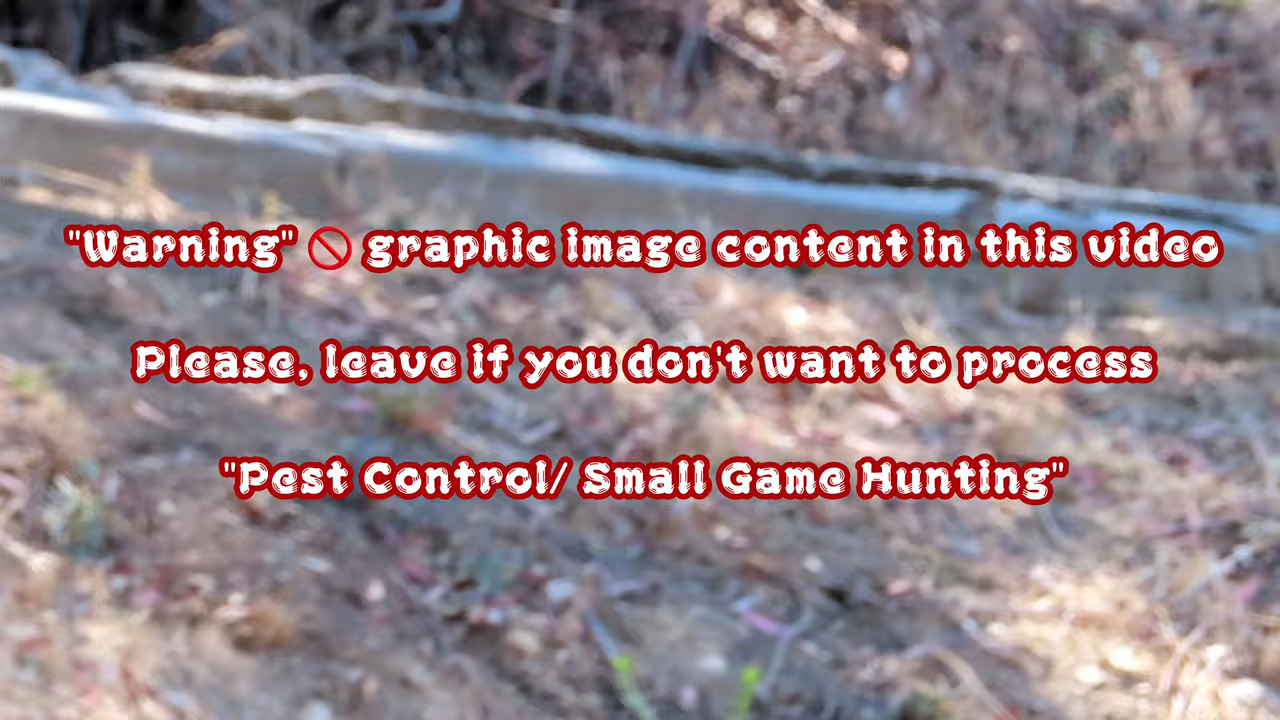 "Warning" 🚫 graphic image content in this video
Please, leave if you don't want to process
"Pest Control/ Small Game Hunting"